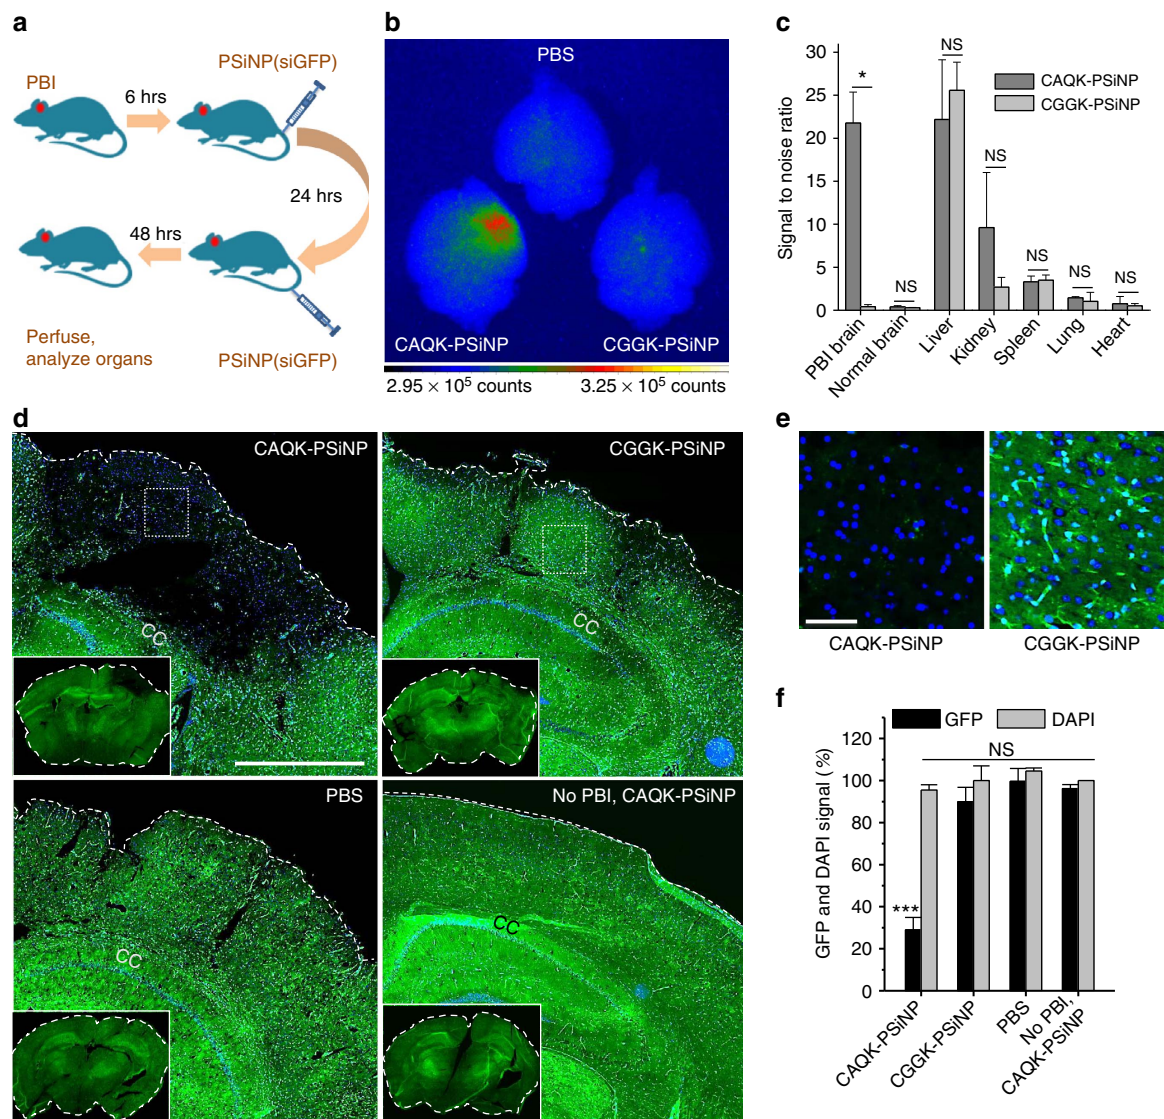 a
PBI
6 hrs
PSiNP(siGFP)
24 hrs
48 hrs
Perfuse,
analyze organs
PSiNP(siGFP)
b
PBS
CAQK-PSiNP
CGGK-PSiNP
2.95 × 10⁵ counts
3.25 × 10⁵ counts
c
Signal to noise ratio
30
25
20
15
10
5
0
CAQK-PSiNP
CGGK-PSiNP
*
NS
NS
NS
NS
NS
NS
PBI brain
Normal brain
Liver
Kidney
Spleen
Lung
Heart
d
CAQK-PSiNP
CC
CGGK-PSiNP
CC
PBS
CC
No PBI, CAQK-PSiNP
CC
e
CAQK-PSiNP
CGGK-PSiNP
f
GFP
DAPI
GFP and DAPI signal (%)
120
100
80
60
40
20
0
NS
***
CAQK-PSiNP
CGGK-PSiNP
PBS
No PBI,
CAQK-PSiNP